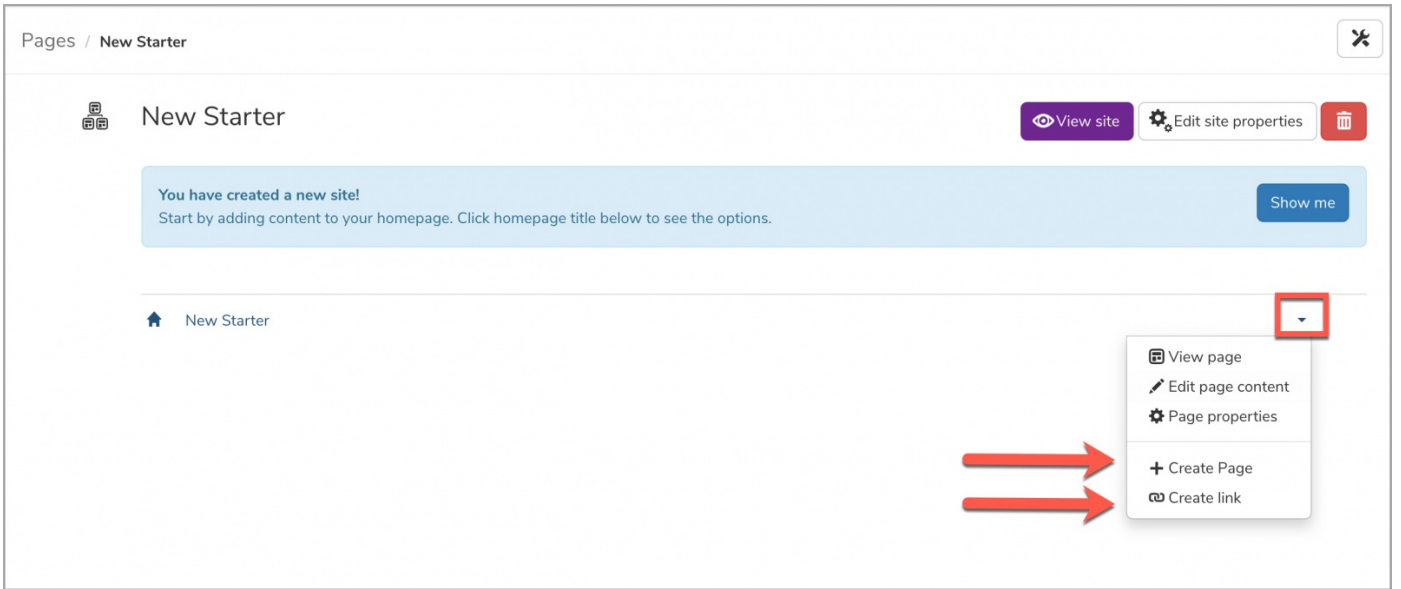 Pages / New Starter
New Starter
View site
Edit site properties
You have created a new site!
Start by adding content to your homepage. Click homepage title below to see the options.
Show me
New Starter
View page
Edit page content
Page properties
Create Page
Create link